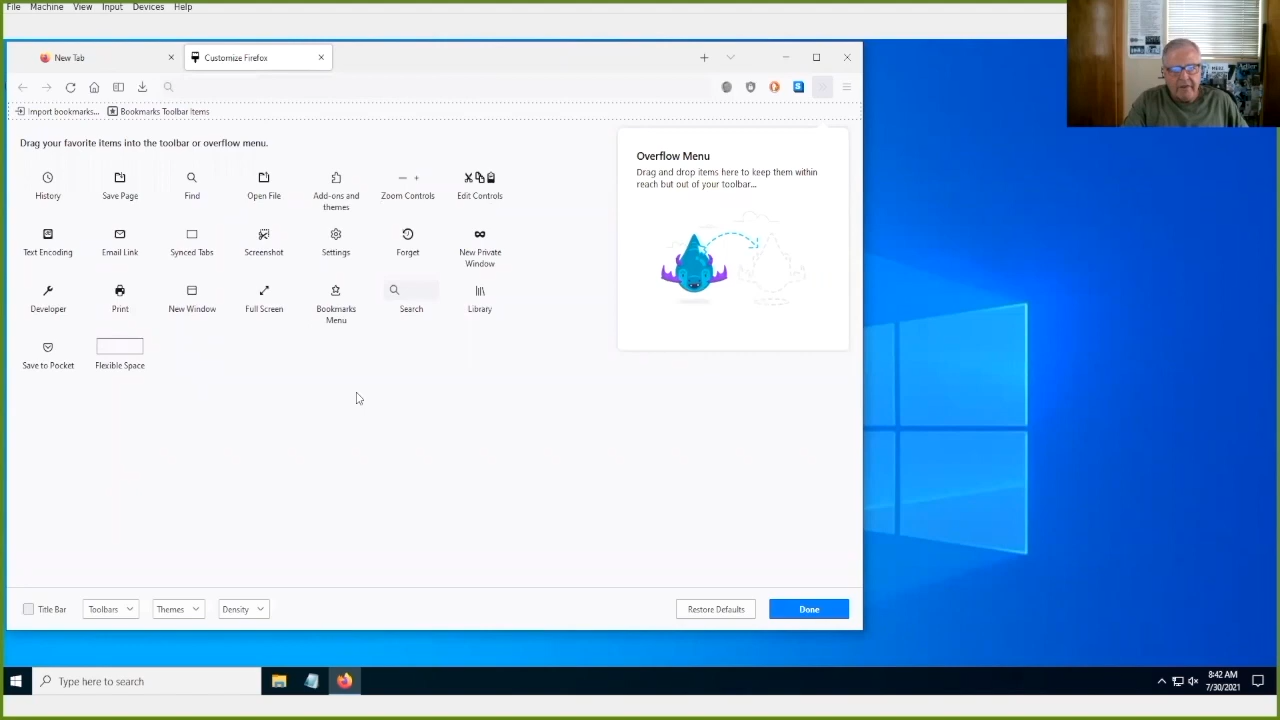 File Machine View Input Devices Help
New Tab
Customize Firefox
Import bookmarks... Bookmarks Toolbar Items
Drag your favorite items into the toolbar or overflow menu.
History
Save Page
Find
Open File
Add-ons and
themes
Zoom Controls
Edit Controls
Text Encoding
Email Link
Synced Tabs
Screenshot
Settings
Forget
New Private
Window
Developer
Print
New Window
Full Screen
Bookmarks
Menu
Search
Library
Save to Pocket
Flexible Space
Overflow Menu
Drag and drop items here to keep them within
reach but out of your toolbar...
Title Bar
Toolbars
Themes
Density
Restore Defaults
Done
Type here to search
8:42 AM
7/30/2021